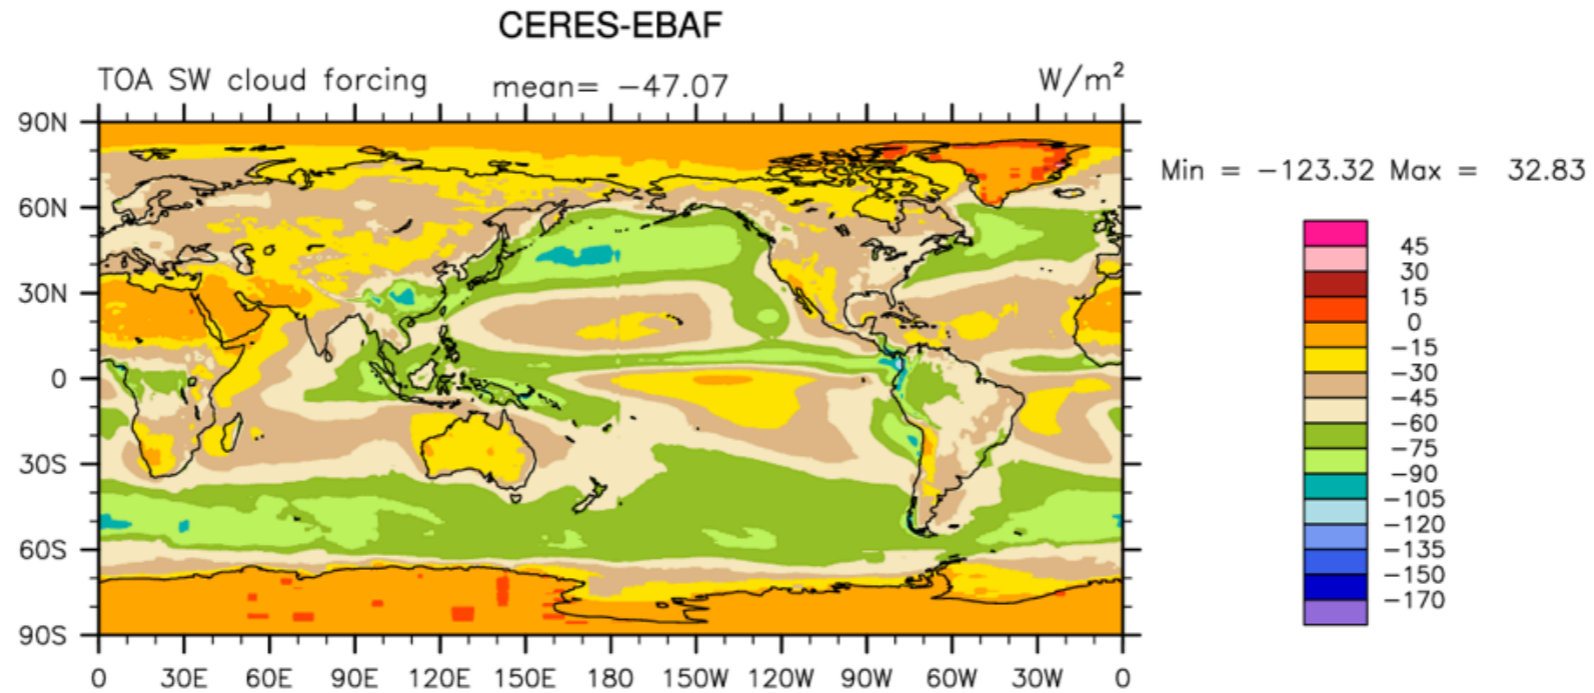 CERES-EBAF
TOA SW cloud forcing mean= -47.07 W/m²
Min = -123.32 Max = 32.83
90N
60N
30N
0
30S
60S
90S
0 30E 60E 90E 120E 150E 180 150W 120W 90W 60W 30W 0
45
30
15
0
-15
-30
-45
-60
-75
-90
-105
-120
-135
-150
-170